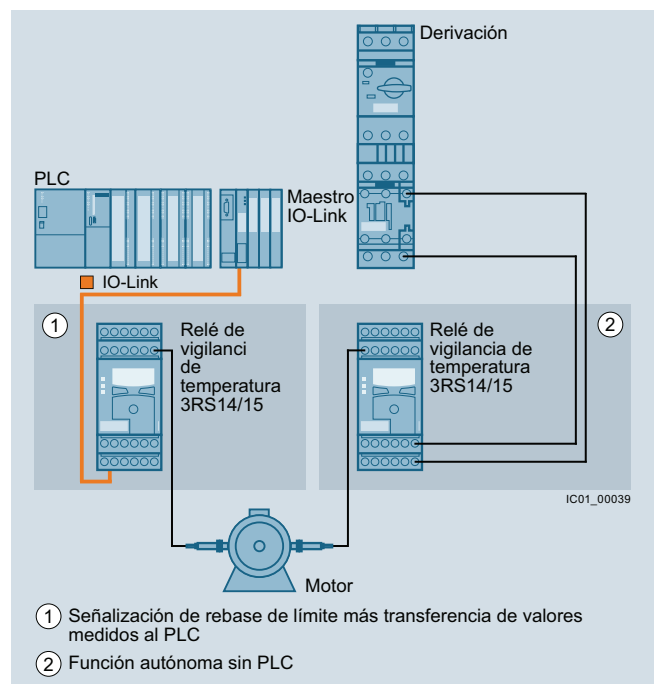 Derivación
PLC
Maestro
IO-Link
IO-Link
1
Relé de
vigilanci
de
temperatura
3RS14/15
Relé de
vigilancia de
temperatura
3RS14/15
2
IC01_00039
Motor
1 Señalización de rebase de límite más transferencia de valores
medidos al PLC
2 Función autónoma sin PLC